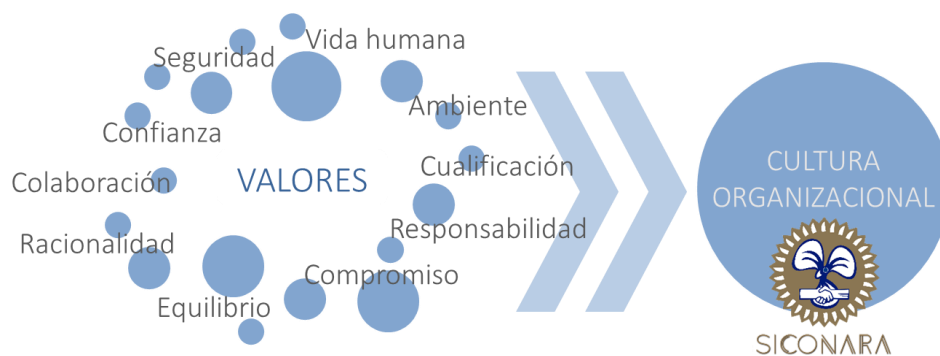 Vida humana
Seguridad
Ambiente
Confianza
Cualificación
Colaboración
VALORES
Responsabilidad
Racionalidad
Compromiso
Equilibrio
CULTURA
ORGANIZACIONAL
SICONARA